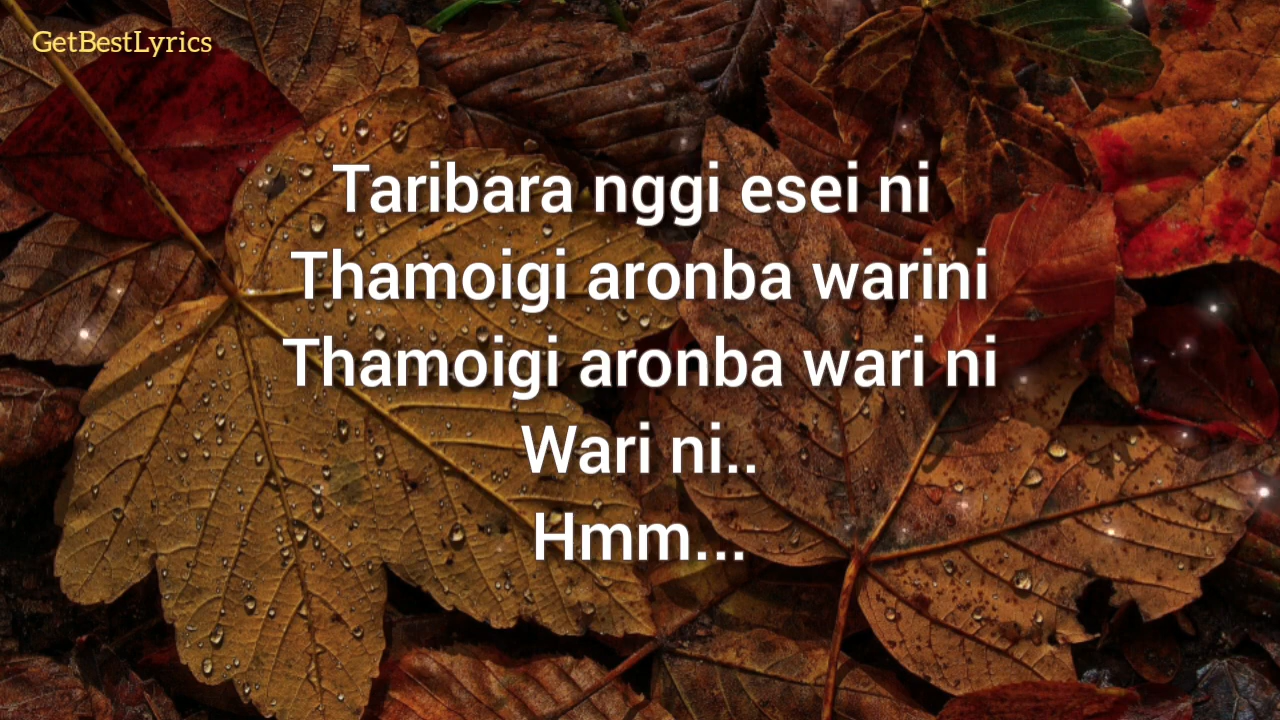 GetBestLyrics
Taribara nggi esei ni
Thamoigi aronba warini
Thamoigi aronba wari ni
Wari ni..
Hmm...